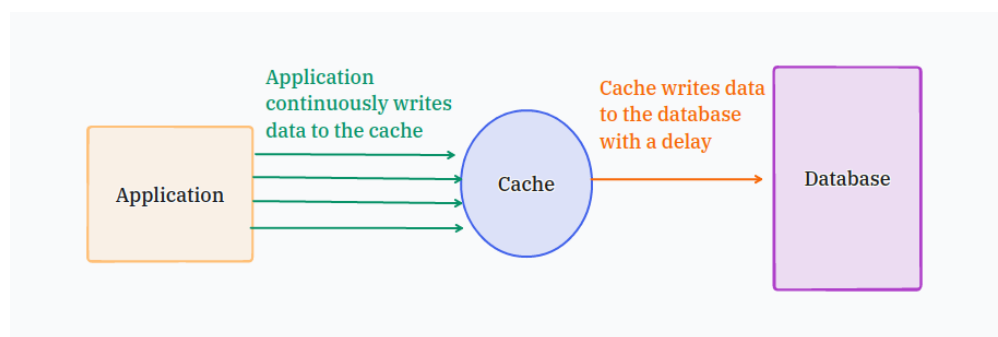 Application
continuously writes
data to the cache
Cache writes data
to the database
with a delay
Application
Cache
Database